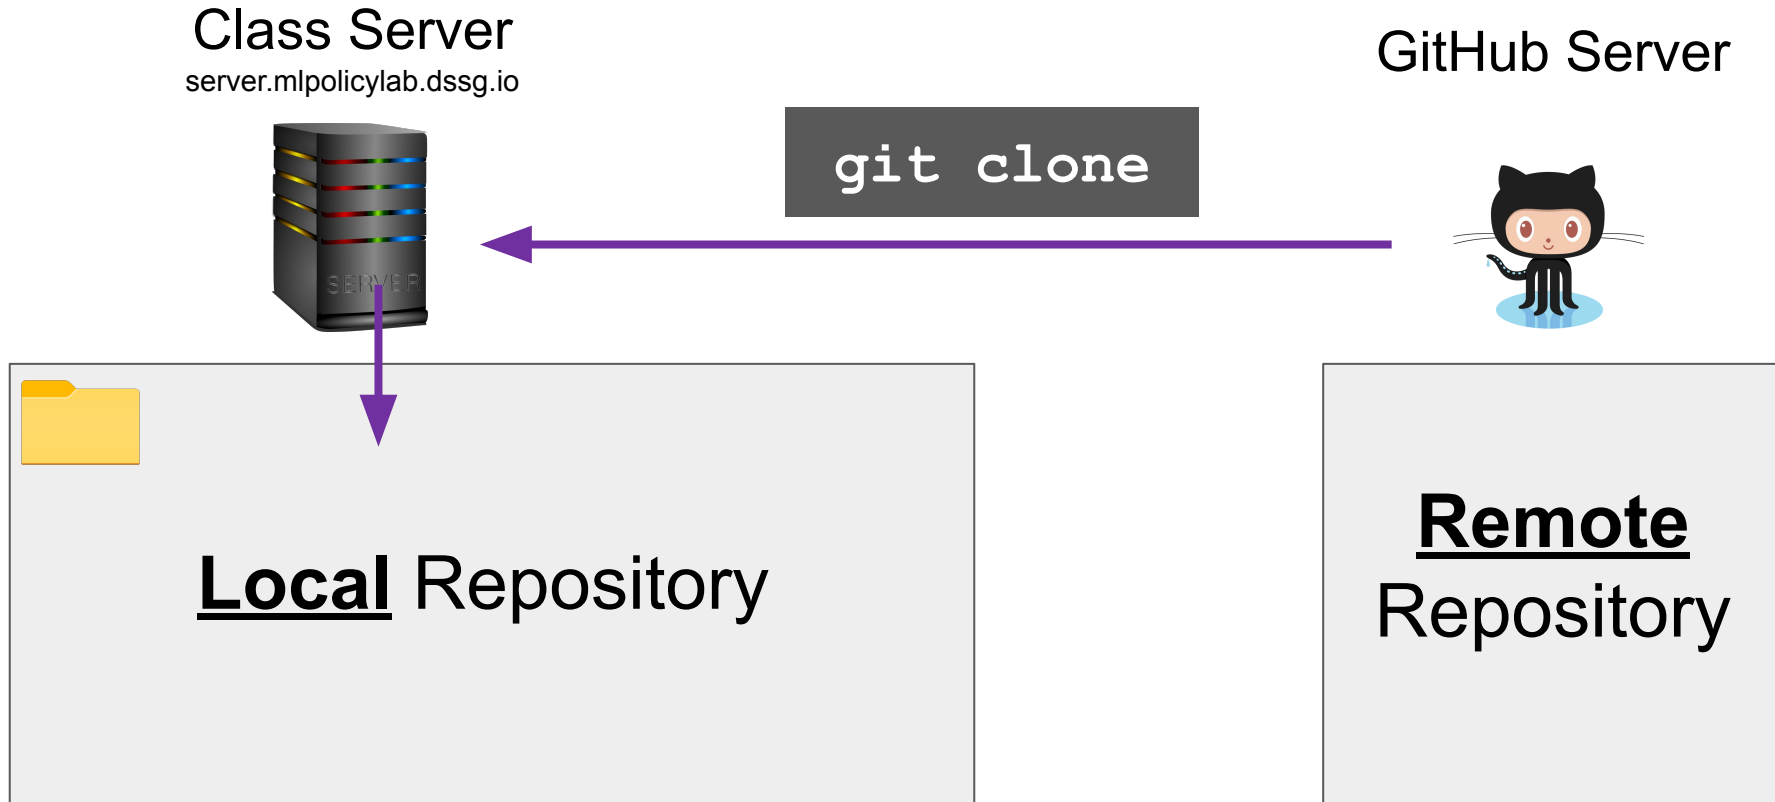 Class Server
server.mlpolicylab.dssg.io
GitHub Server
git clone
SERVER
Local Repository
Remote
Repository